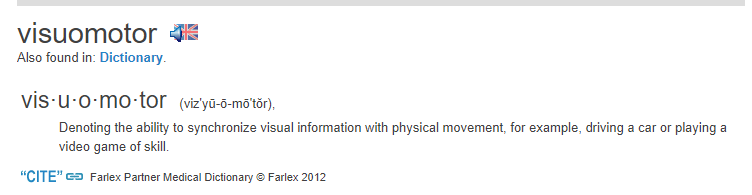 visuomotor
Also found in: Dictionary.
vis·u·o·mo·tor (viz'yū-ō-mō'tŏr),
Denoting the ability to synchronize visual information with physical movement, for example, driving a car or playing a
video game of skill.
“CITE” Farlex Partner Medical Dictionary © Farlex 2012